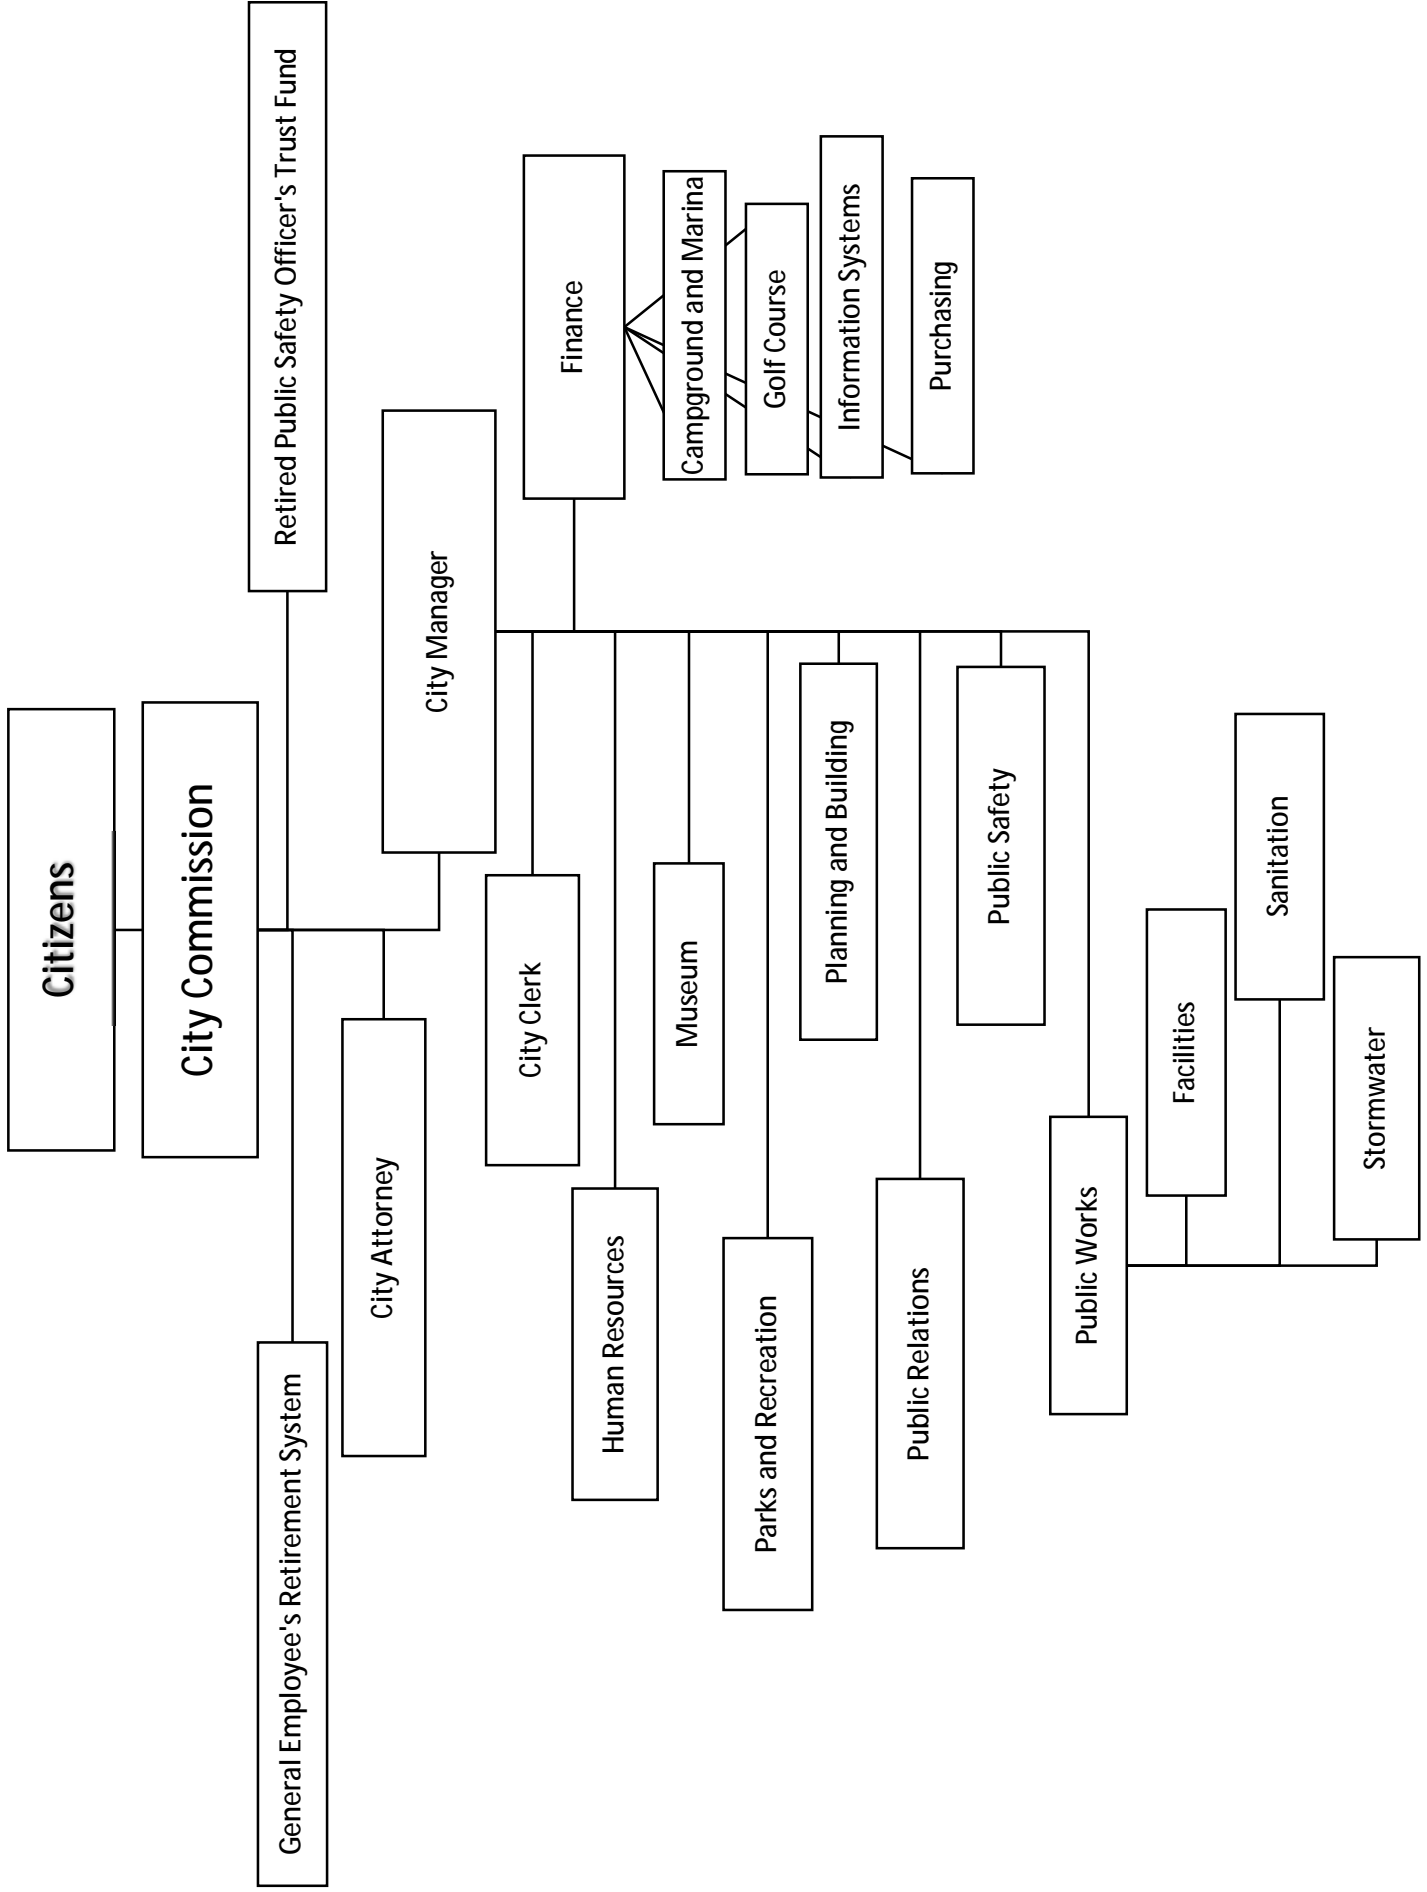 Citizens
City Commission
Retired Public Safety Officer's Trust Fund
General Employee's Retirement System
City Attorney
City Manager
City Clerk
Finance
Human Resources
Campground and Marina
Museum
Golf Course
Parks and Recreation
Information Systems
Planning and Building
Purchasing
Public Relations
Public Safety
Public Works
Facilities
Sanitation
Stormwater